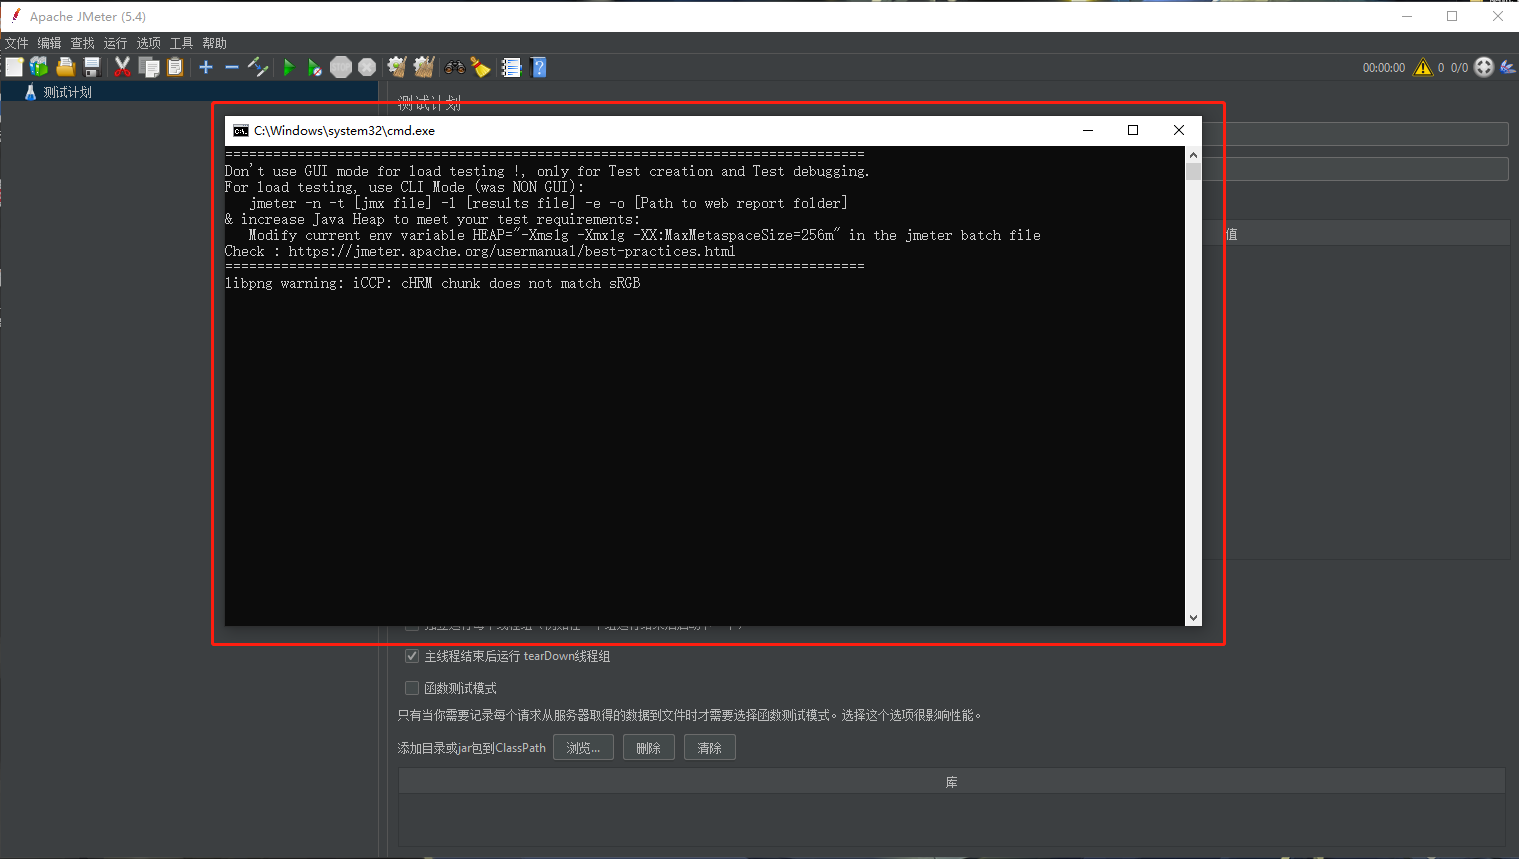 Apache JMeter (5.4)
文件 编辑 查找 运行 选项 工具 帮助
STOP
00:00:00 0 0/0
测试计划
测试计划
C:\Windows\system32\cmd.exe
================================================================================
Don't use GUI mode for load testing !, only for Test creation and Test debugging.
For load testing, use CLI Mode (was NON GUI):
   jmeter -n -t [jmx file] -l [results file] -e -o [Path to web report folder]
& increase Java Heap to meet your test requirements:
   Modify current env variable HEAP="-Xms1g -Xmx1g -XX:MaxMetaspaceSize=256m" in the jmeter batch file
Check : https://jmeter.apache.org/usermanual/best-practices.html
================================================================================
libpng warning: iCCP: cHRM chunk does not match sRGB
值
主线程结束后运行 tearDown线程组
函数测试模式
只有当你需要记录每个请求从服务器取得的数据到文件时才需要选择函数测试模式。选择这个选项很影响性能。
添加目录或jar包到ClassPath 浏览... 删除 清除
库